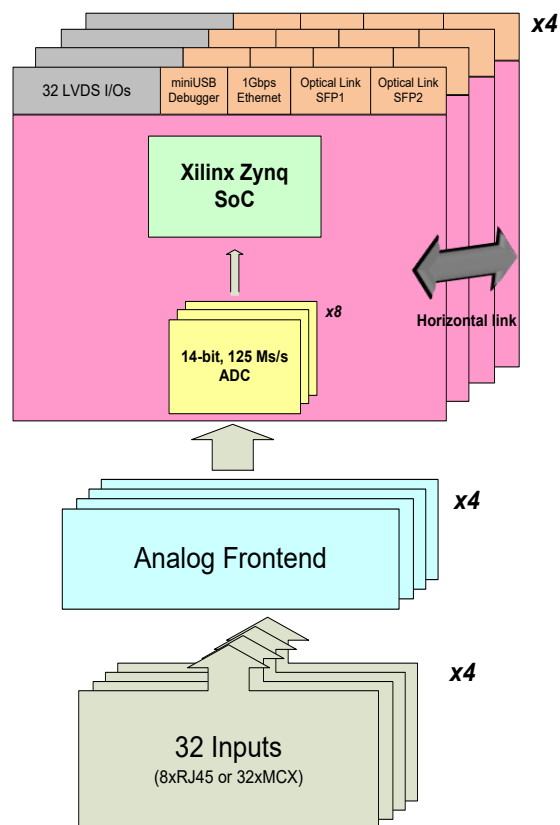 x4
32 LVDS I/Os
miniUSB
Debugger
1Gbps
Ethernet
Optical Link
SFP1
Optical Link
SFP2
Xilinx Zynq
SoC
Horizontal link
x8
14-bit, 125 Ms/s
ADC
x4
Analog Frontend
x4
32 Inputs
(8xRJ45 or 32xMCX)